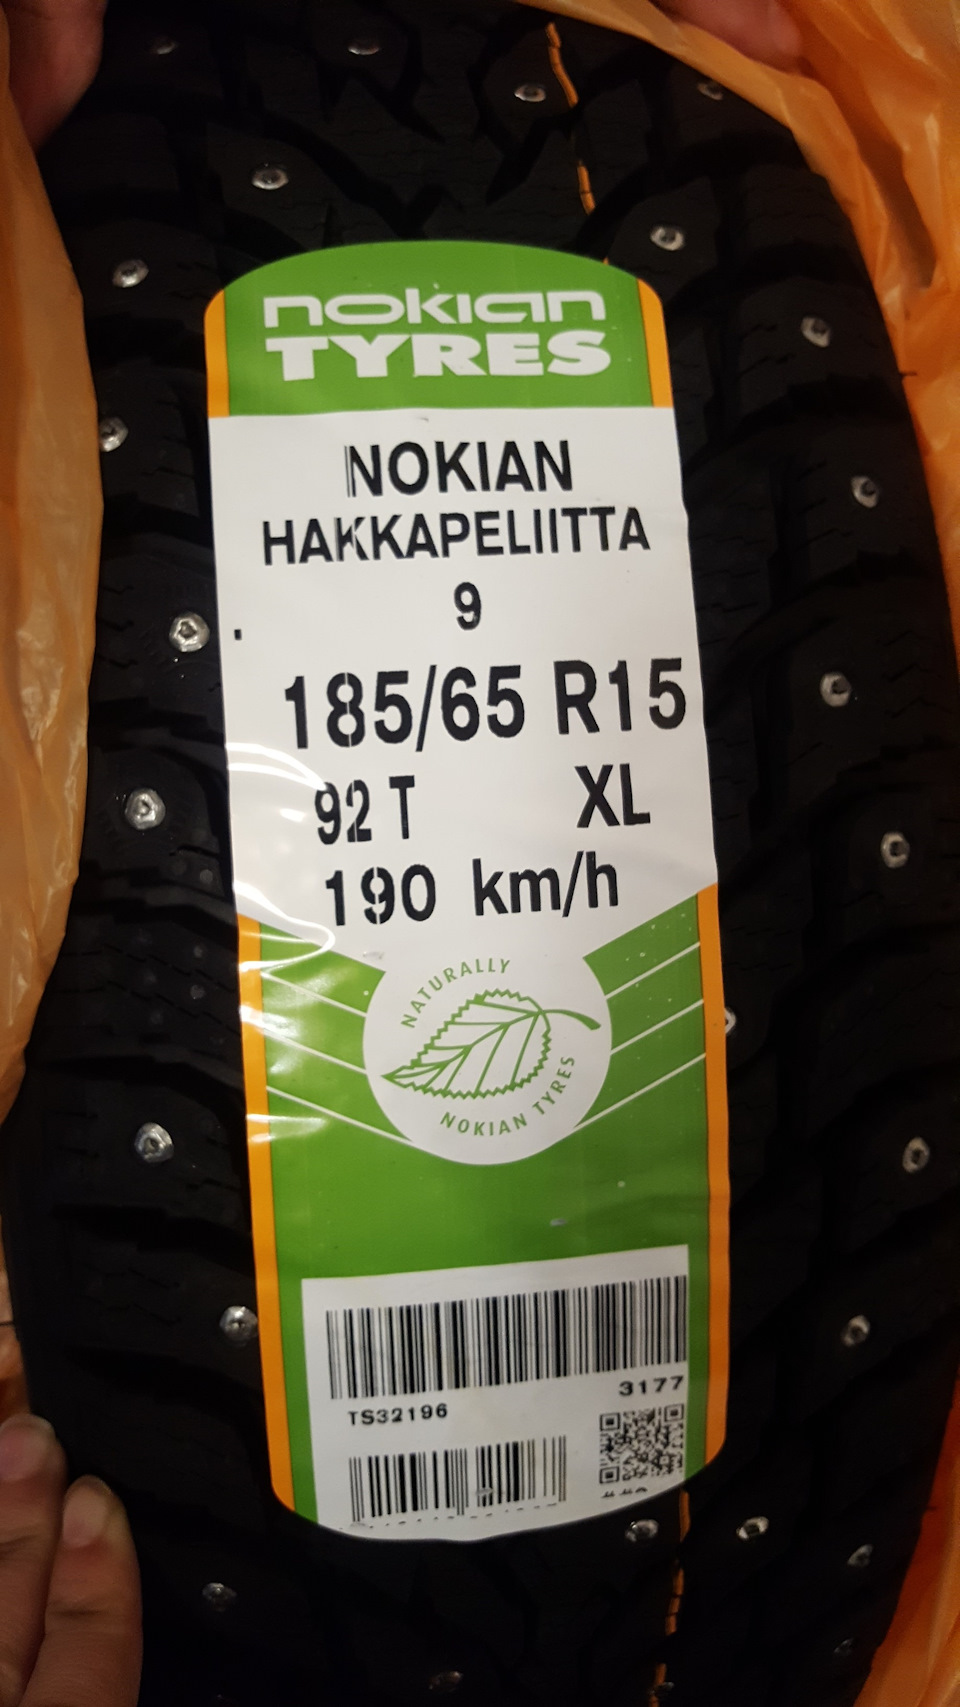 nokian
TYRES
NOKIAN
HAKKAPELIITTA
9
185/65 R15
92 T XL
190 km/h
NATURALLY
NOKIAN TYRES
3177
TS32196